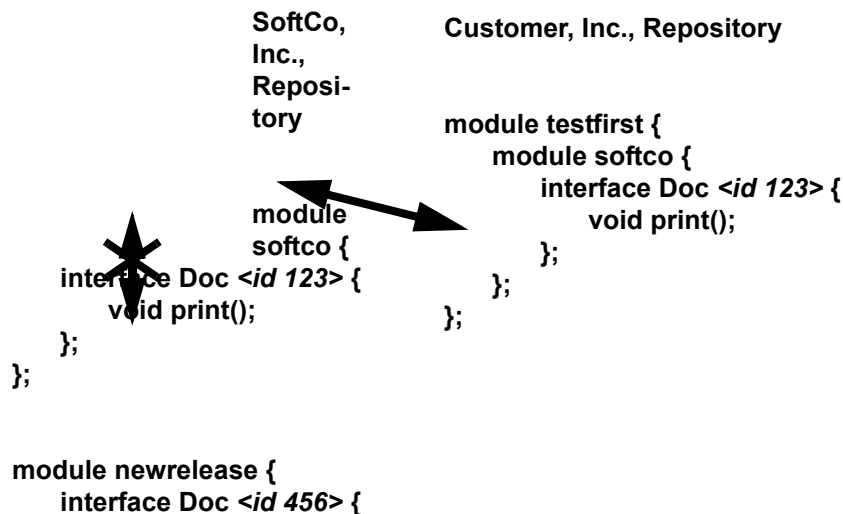 SoftCo,
Inc.,
Reposi-
tory
module
softco {
interface Doc <id 123> {
void print();
};
};
module newrelease {
interface Doc <id 456> {
Customer, Inc., Repository
module testfirst {
module softco {
interface Doc <id 123> {
void print();
};
};
};